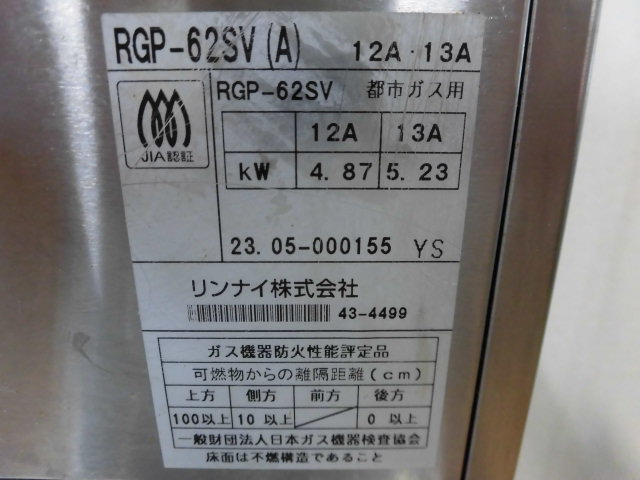 RGP-62SV(A) 12A・13A
RGP-62SV 都市ガス用
JIA認証
12A 13A
kW 4.87 5.23
23.05-000155 YS
リンナイ株式会社
43-4499
ガス機器防火性能評定品
可燃物からの離隔距離(cm)
上方 側方 前方 後方
100以上 10以上 0以上
一般財団法人日本ガス機器検査協会
床面は不燃構造であること